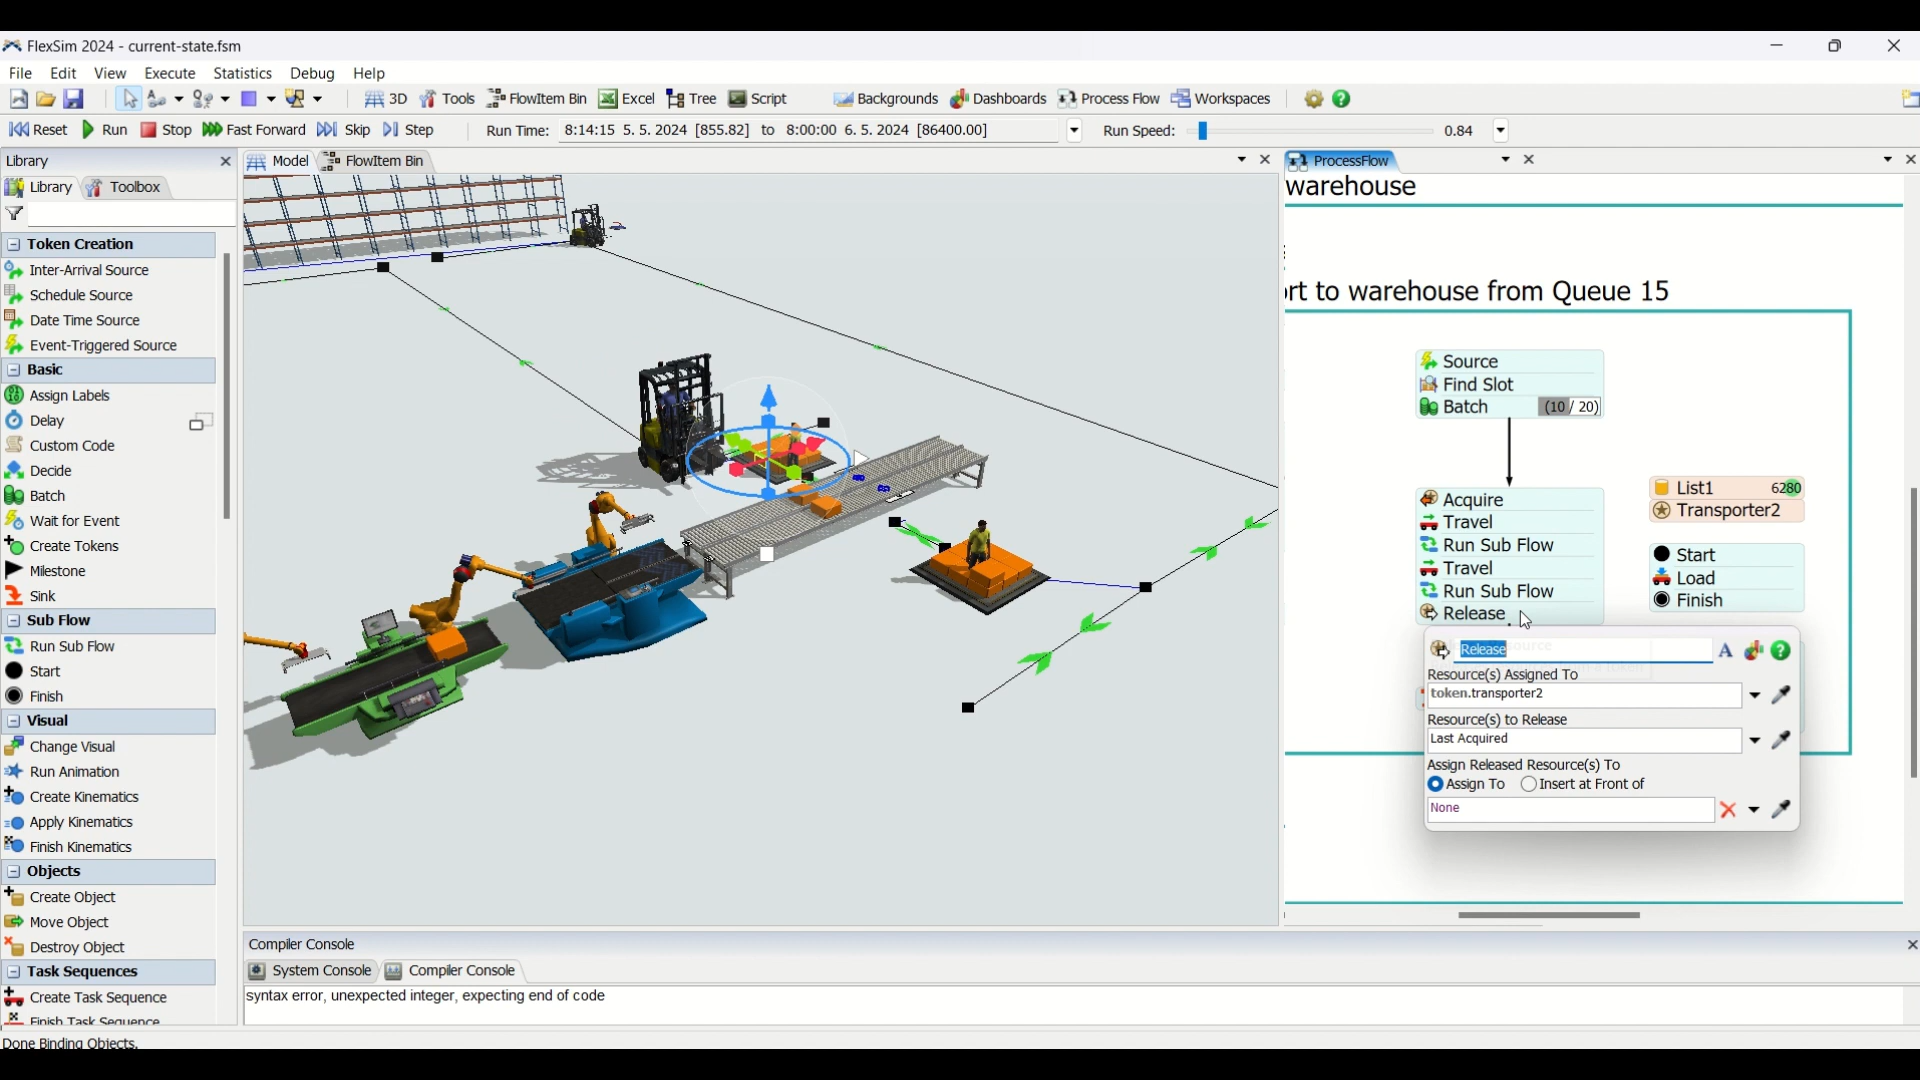 FlexSim 2024 - current-state.fsm
File Edit View Execute Statistics Debug Help
3D Tools FlowItem Bin Excel Tree Script Backgrounds Dashboards Process Flow Workspaces
Reset Run Stop Fast Forward Skip Step Run Time: 8:14:15 5. 5. 2024 [855.82] to 8:00:00 6. 5. 2024 [86400.00] Run Speed: 0.84
Library
Library Toolbox
Token Creation
Inter-Arrival Source
Schedule Source
Date Time Source
Event-Triggered Source
Basic
Assign Labels
Delay
Custom Code
Decide
Batch
Wait for Event
Create Tokens
Milestone
Sink
Sub Flow
Run Sub Flow
Start
Finish
Visual
Change Visual
Run Animation
Create Kinematics
Apply Kinematics
Finish Kinematics
Objects
Create Object
Move Object
Destroy Object
Task Sequences
Create Task Sequence
Finish Task Sequence
Done Binding Objects.
Model FlowItem Bin
ProcessFlow
warehouse
rt to warehouse from Queue 15
Source
Find Slot
Batch (10 / 20)
Acquire
Travel
Run Sub Flow
Travel
Run Sub Flow
Release
List1 6280
Transporter2
Start
Load
Finish
Release
Resource(s) Assigned To
token.transporter2
Resource(s) to Release
Last Acquired
Assign Released Resource(s) To
Assign To Insert at Front of
None
Compiler Console
System Console Compiler Console
syntax error, unexpected integer, expecting end of code